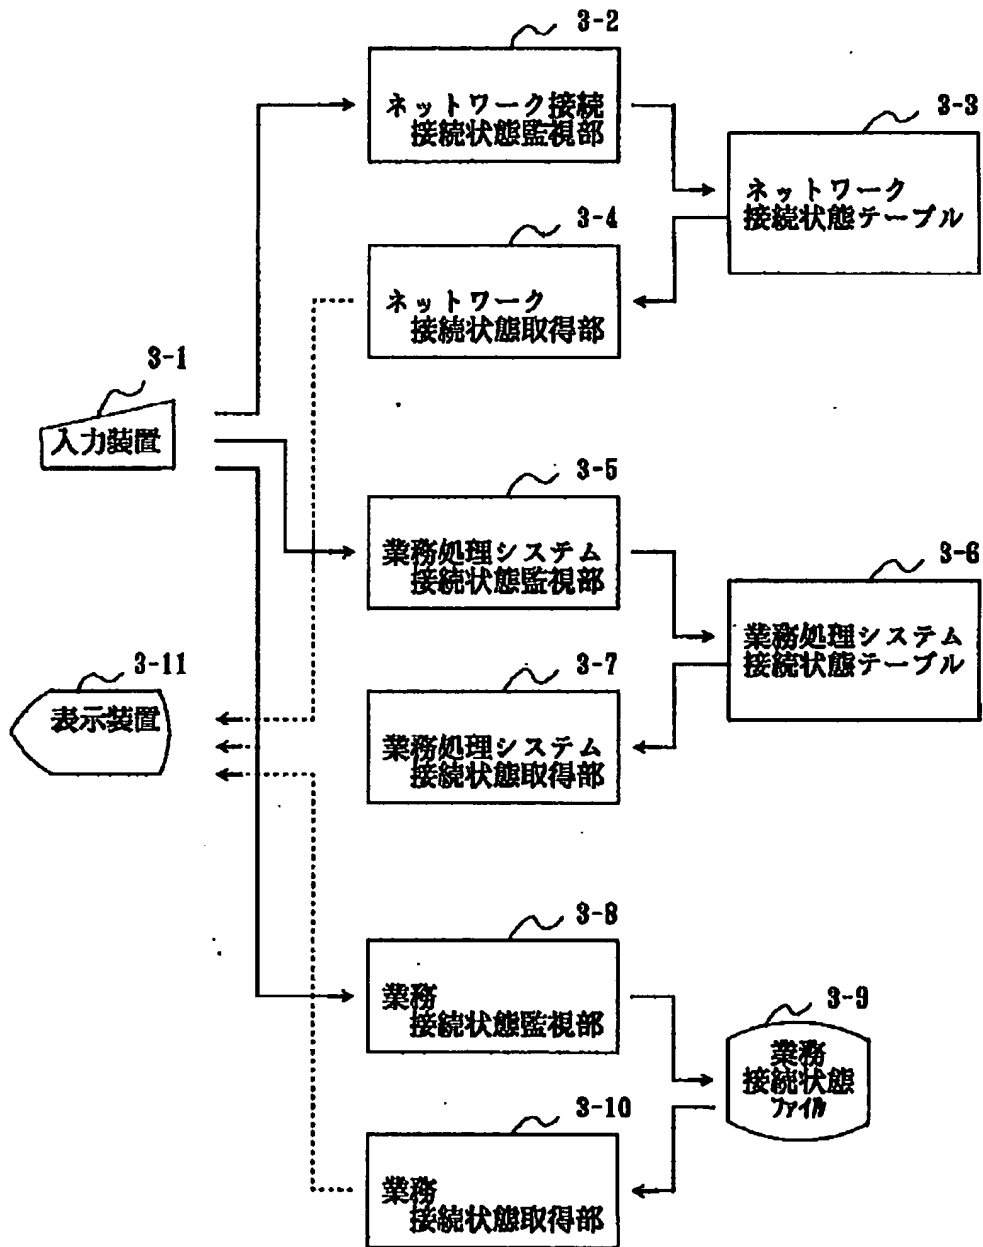 3-2
ネットワーク接続
接続状態監視部
3-3
ネットワーク
接続状態テーブル
3-4
ネットワーク
接続状態取得部
3-1
入力装置
3-5
業務処理システム
接続状態監視部
3-6
業務処理システム
接続状態テーブル
3-7
業務処理システム
接続状態取得部
3-11
表示装置
3-8
業務
接続状態監視部
3-9
業務
接続状態
ファイル
3-10
業務
接続状態取得部